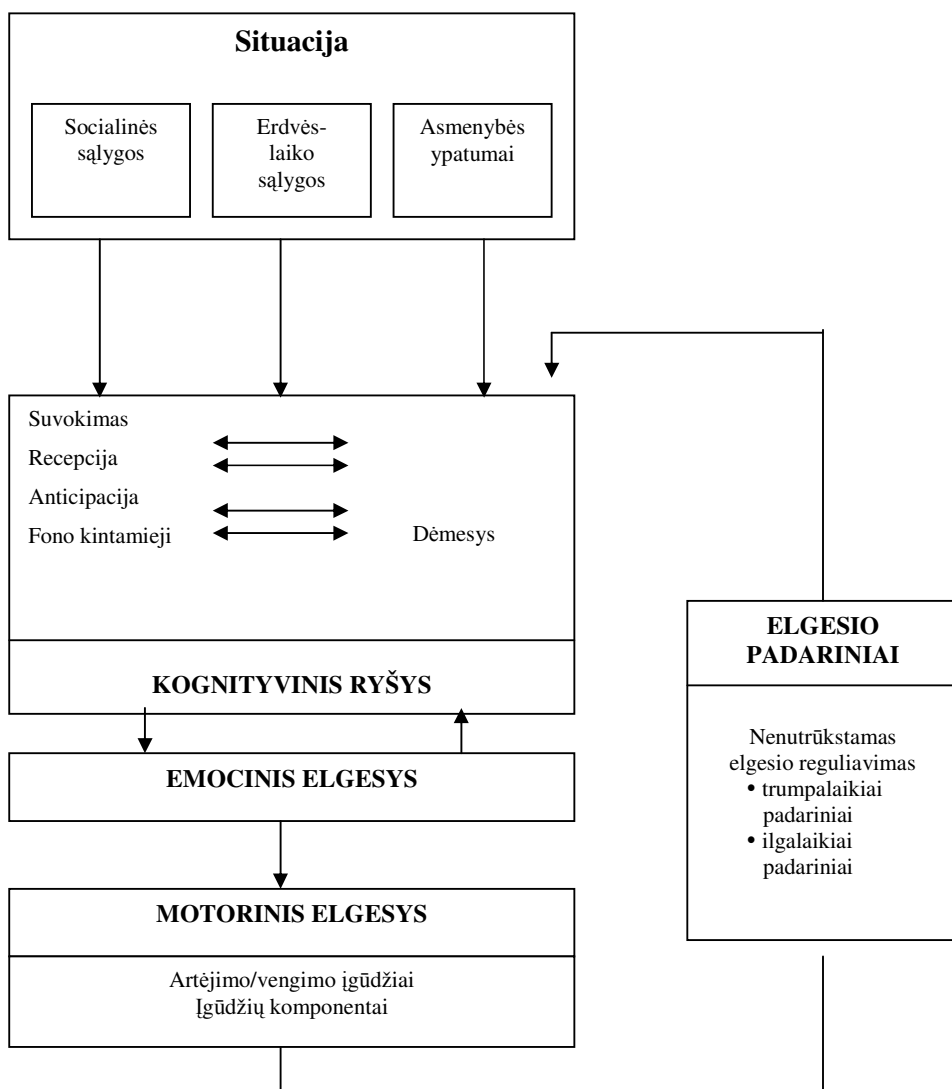 Situacija
Socialinės
sąlygos
Erdvės-
laiko
sąlygos
Asmenybės
ypatumai
Suvokimas
Recepcija
Anticipacija
Fono kintamieji
Dėmesys
KOGNITYVINIS RYŠYS
EMOCINIS ELGESYS
MOTORINIS ELGESYS
Artėjimo/vengimo įgūdžiai
Įgūdžių komponentai
ELGESIO
PADARINIAI
Nenutrūkstamas
elgesio reguliavimas
• trumpalaikiai
padariniai
• ilgalaikiai
padariniai